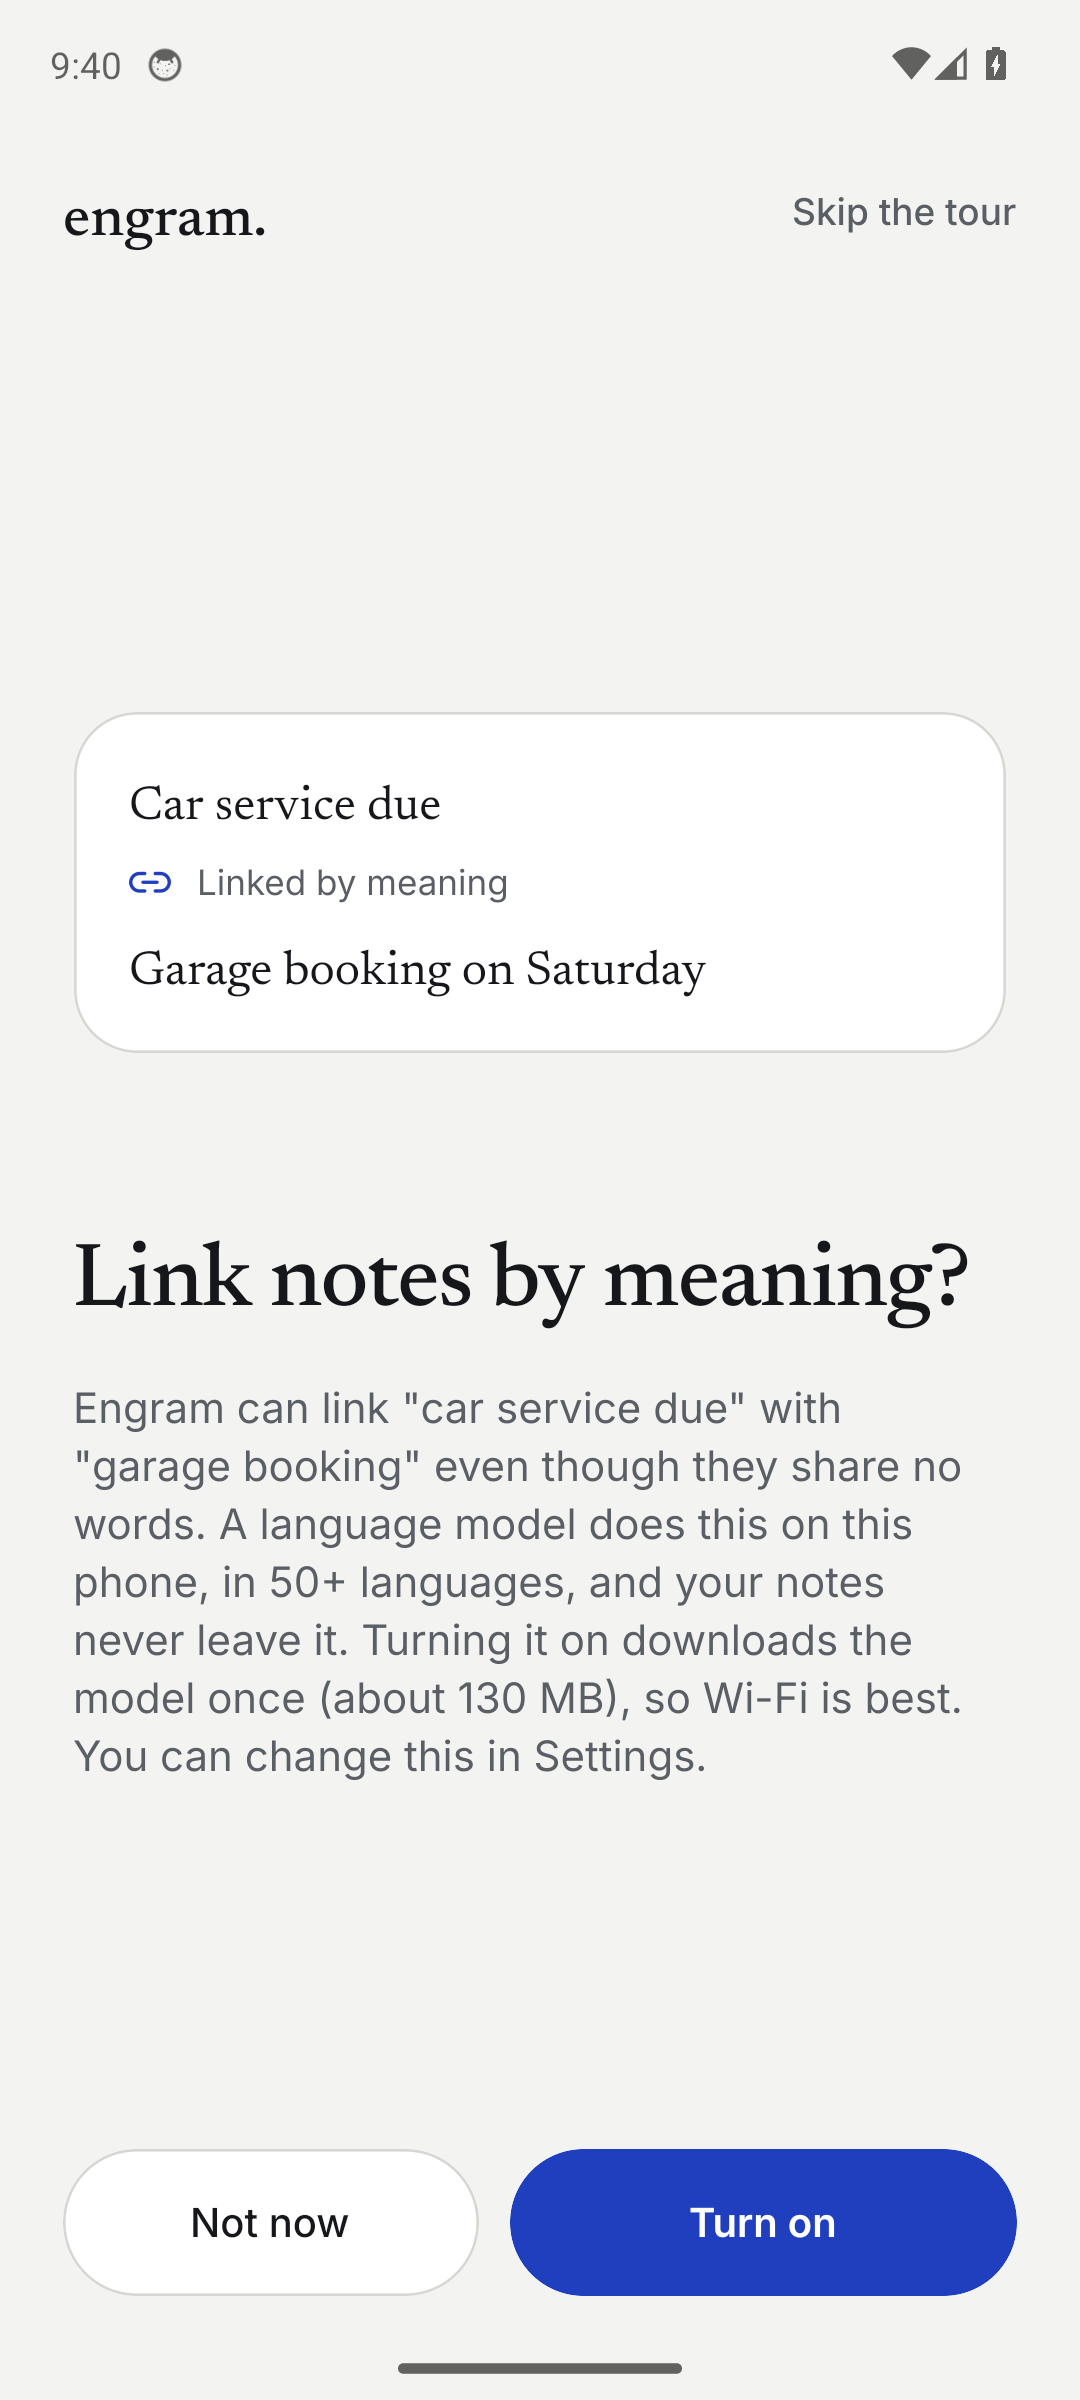 9:40
engram.
Skip the tour
Car service due
Linked by meaning
Garage booking on Saturday
Link notes by meaning?
Engram can link "car service due" with
"garage booking" even though they share no
words. A language model does this on this
phone, in 50+ languages, and your notes
never leave it. Turning it on downloads the
model once (about 130 MB), so Wi-Fi is best.
You can change this in Settings.
Not now
Turn on